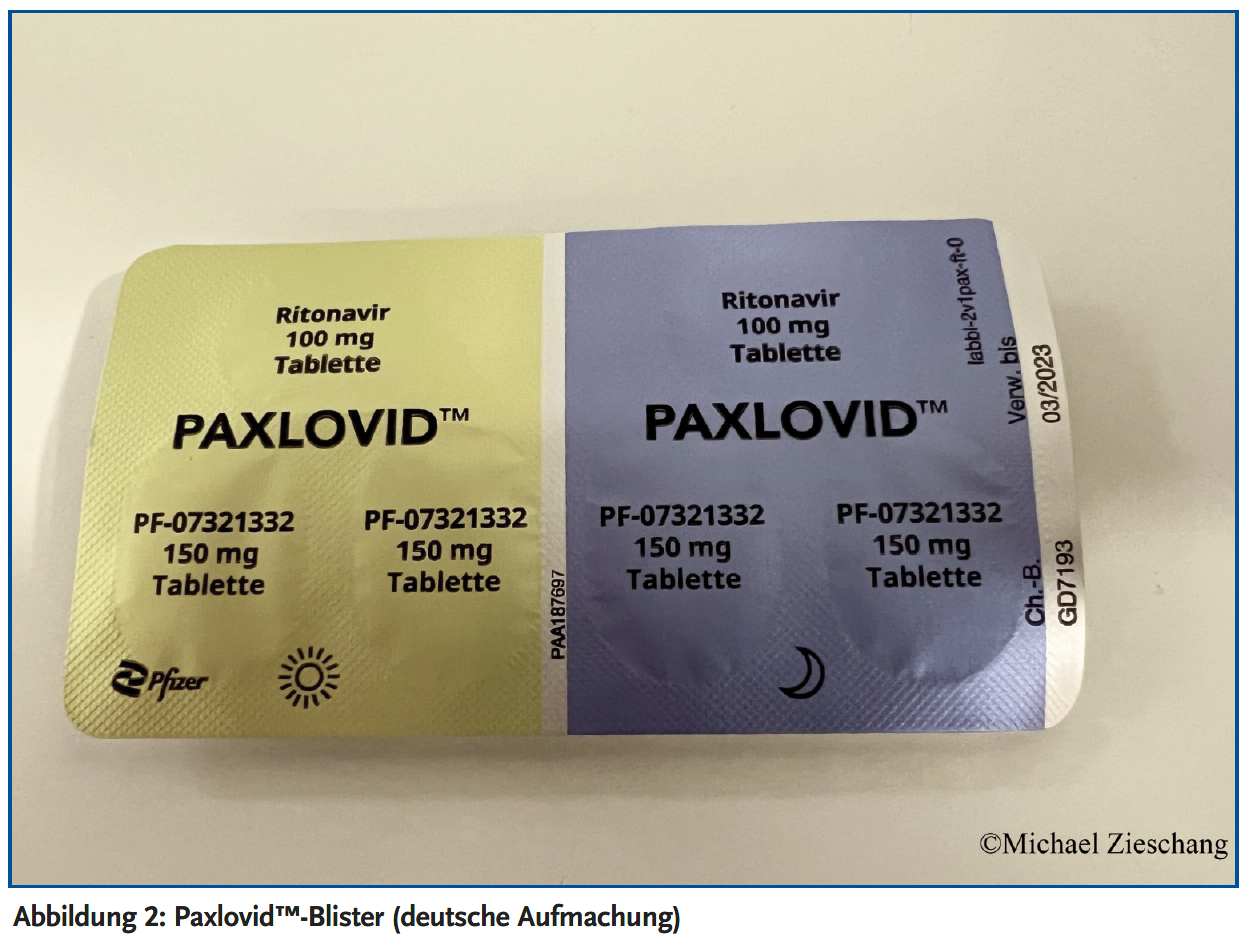 Ritonavir
100 mg
Tablette
PAXLOVID™
PF-07321332
150 mg
Tablette
PF-07321332
150 mg
Tablette
Pfizer
PAA187697
Ritonavir
100 mg
Tablette
PAXLOVID™
PF-07321332
150 mg
Tablette
PF-07321332
150 mg
Tablette
labbl-2v1pax-ft-0
Verw. bis
03/2023
Ch.-B.
GD7193
©Michael Zieschang
Abbildung 2: Paxlovid™-Blister (deutsche Aufmachung)